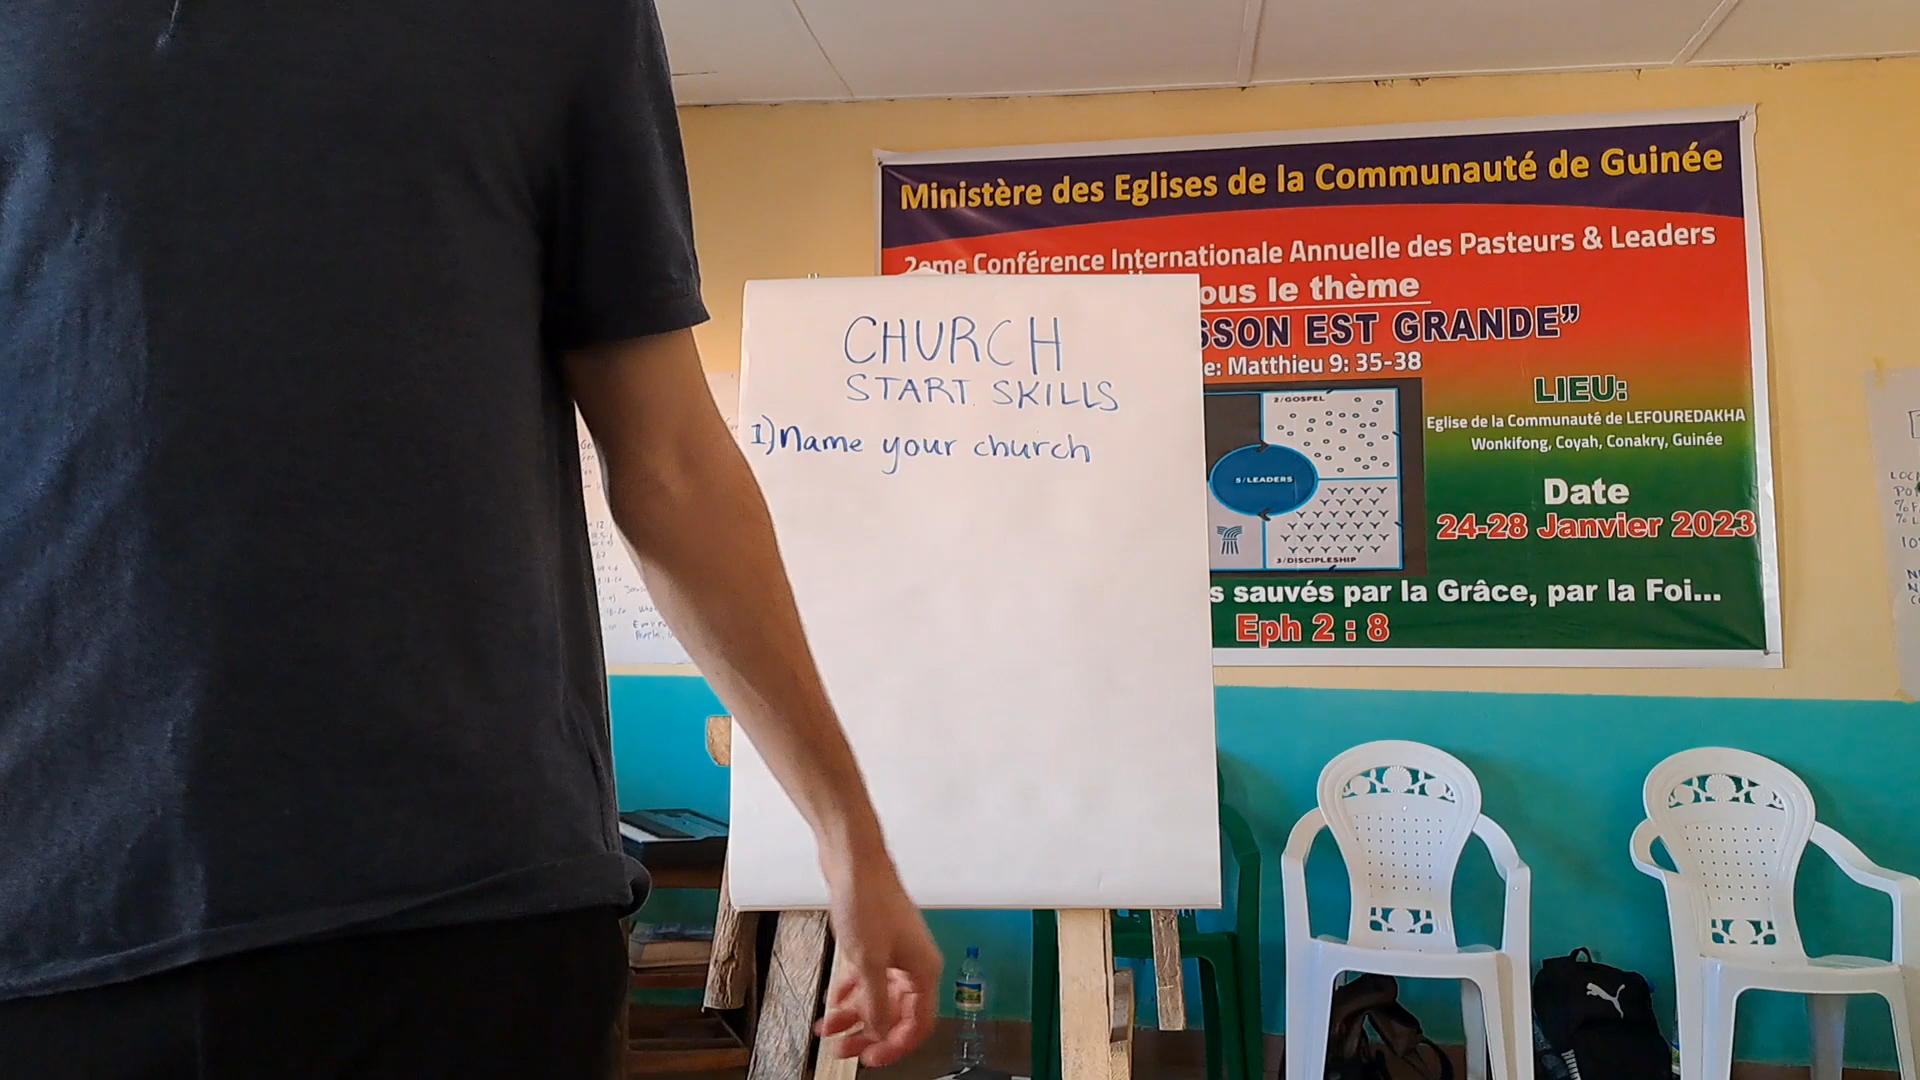 CHURCH
START SKILLS
1) Name your church
Ministère des Eglises de la Communauté de Guinée
2eme Conférence Internationale Annuelle des Pasteurs & Leaders
ous le thème
SSON EST GRANDE”
e: Matthieu 9: 35-38
2/GOSPEL
5/LEADERS
3/DISCIPLESHIP
LIEU:
Eglise de la Communauté de LEFOUREDAKHA
Wonkifong, Coyah, Conakry, Guinée
Date
24-28 Janvier 2023
s sauvés par la Grâce, par la Foi...
Eph 2 : 8